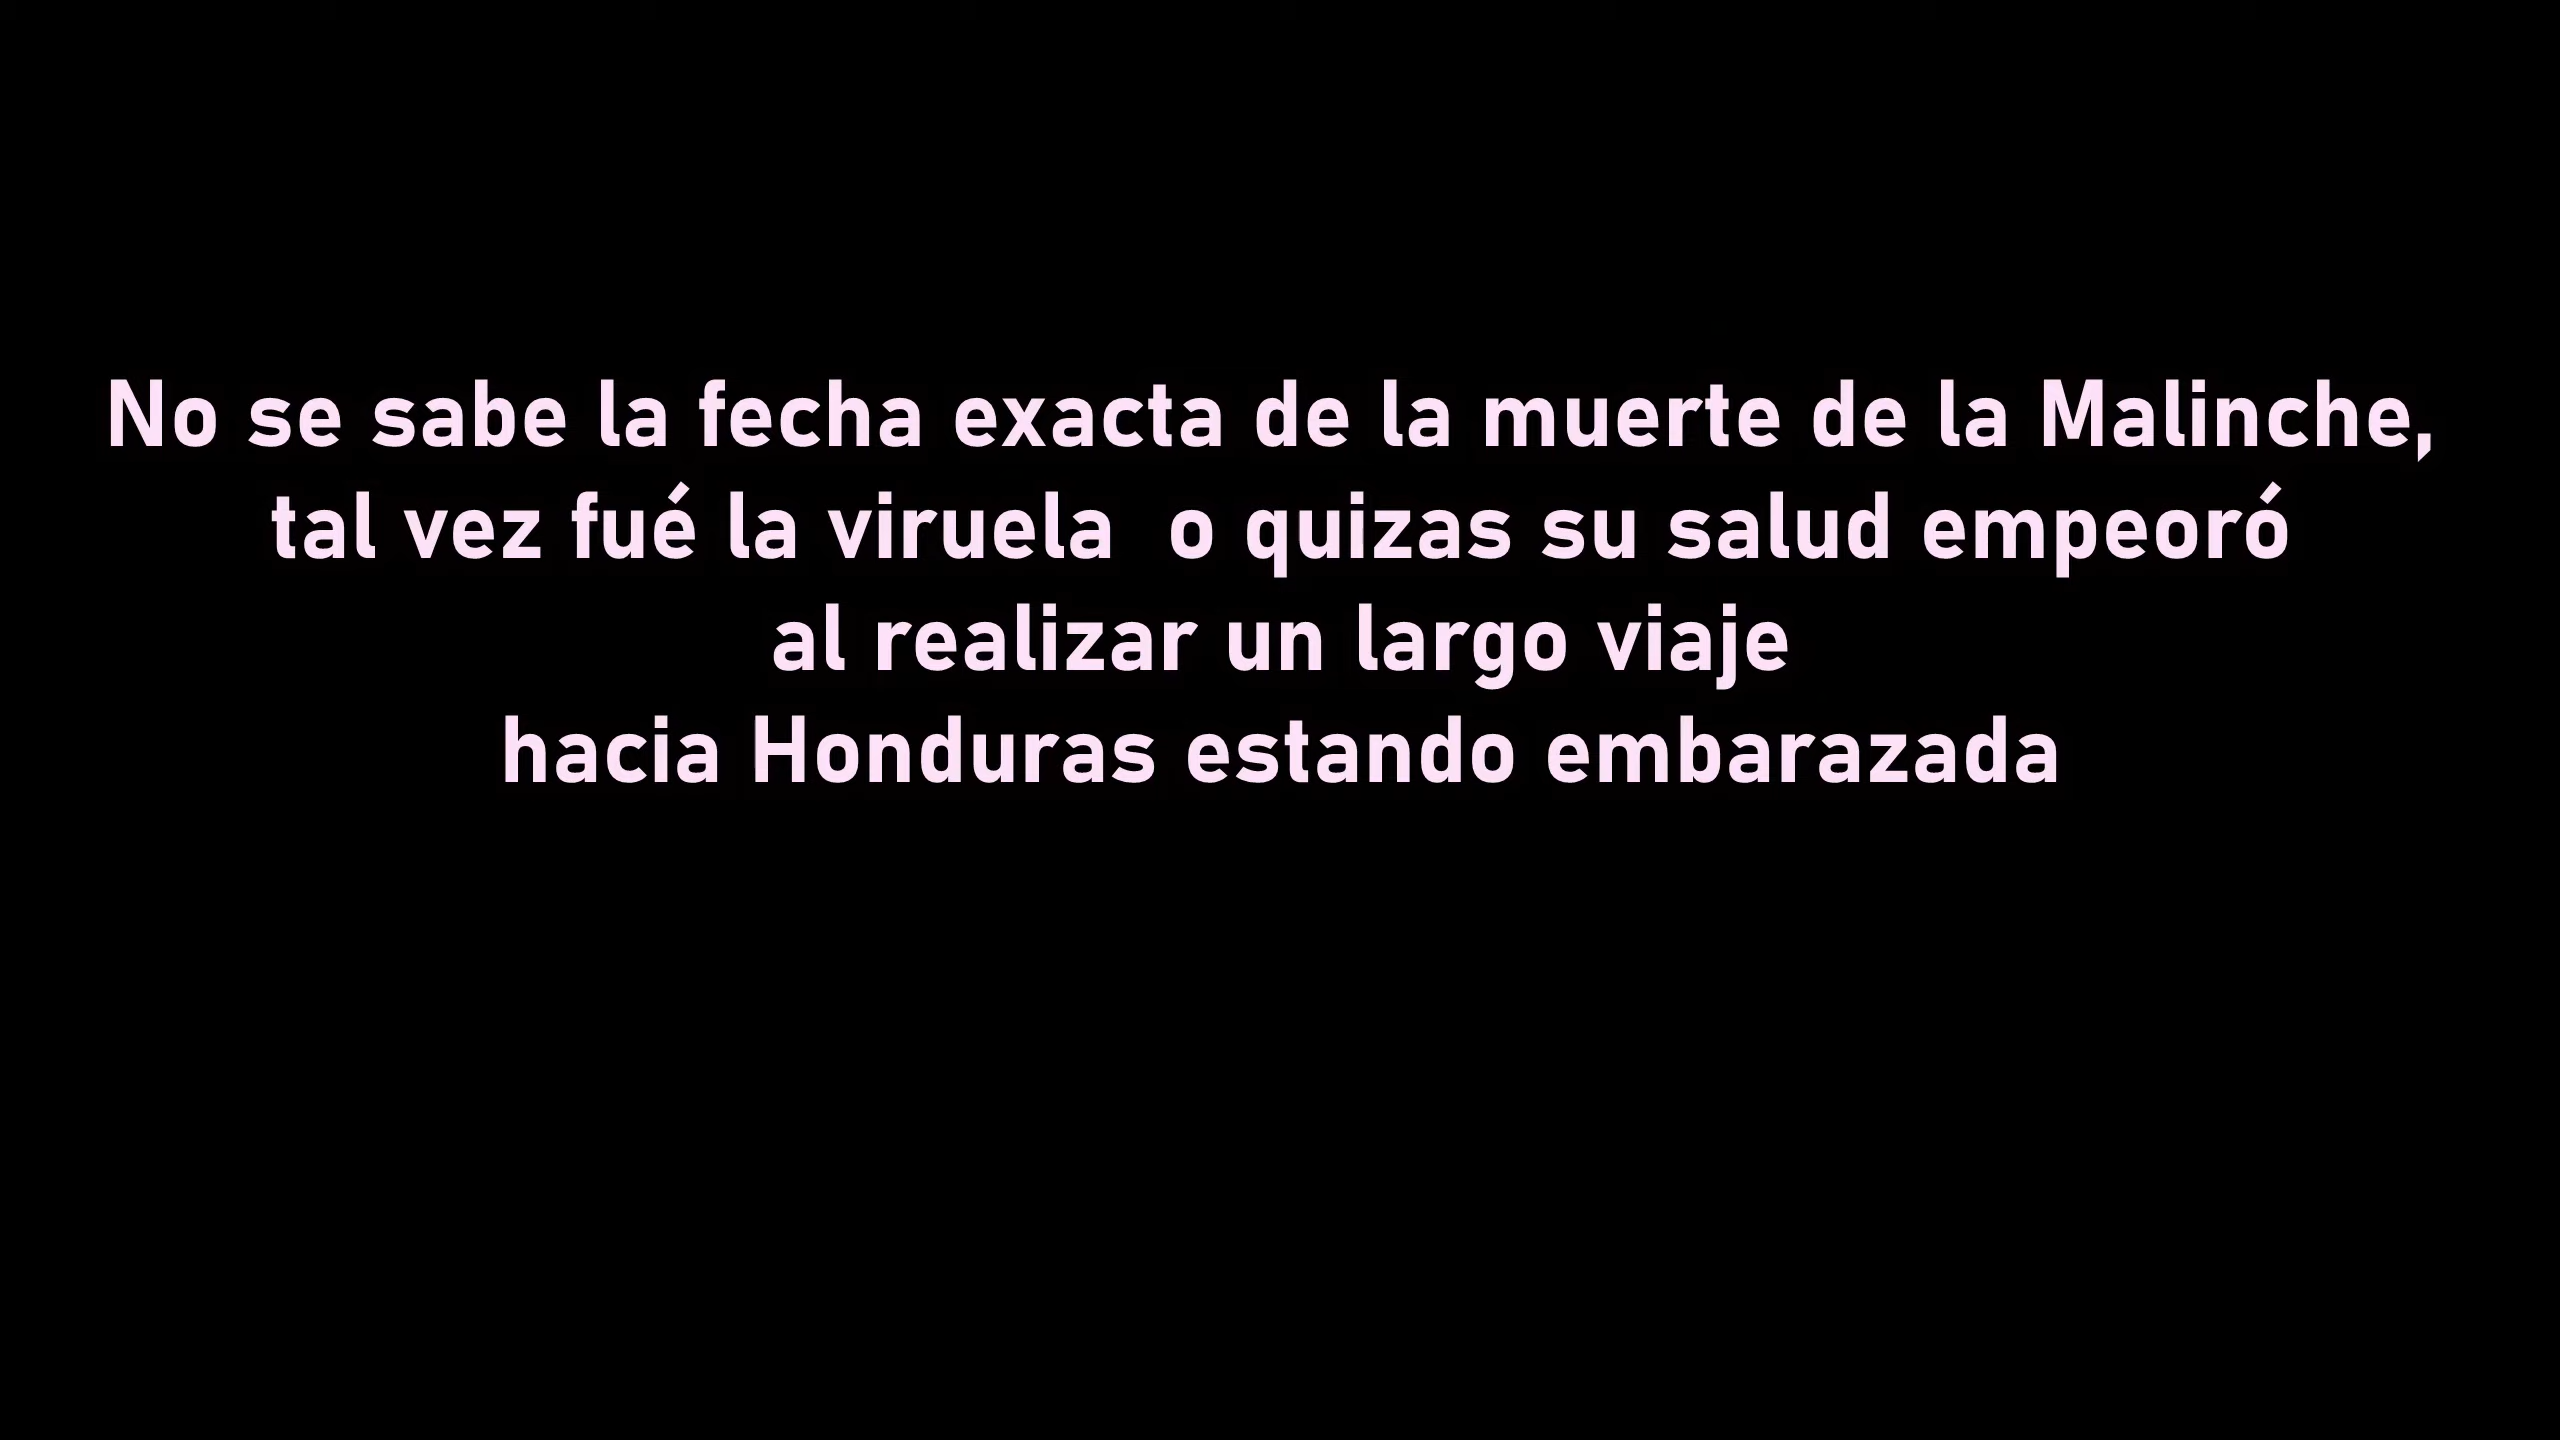 No se sabe la fecha exacta de la muerte de la Malinche,
tal vez fué la viruela  o quizas su salud empeoró
al realizar un largo viaje
hacia Honduras estando embarazada